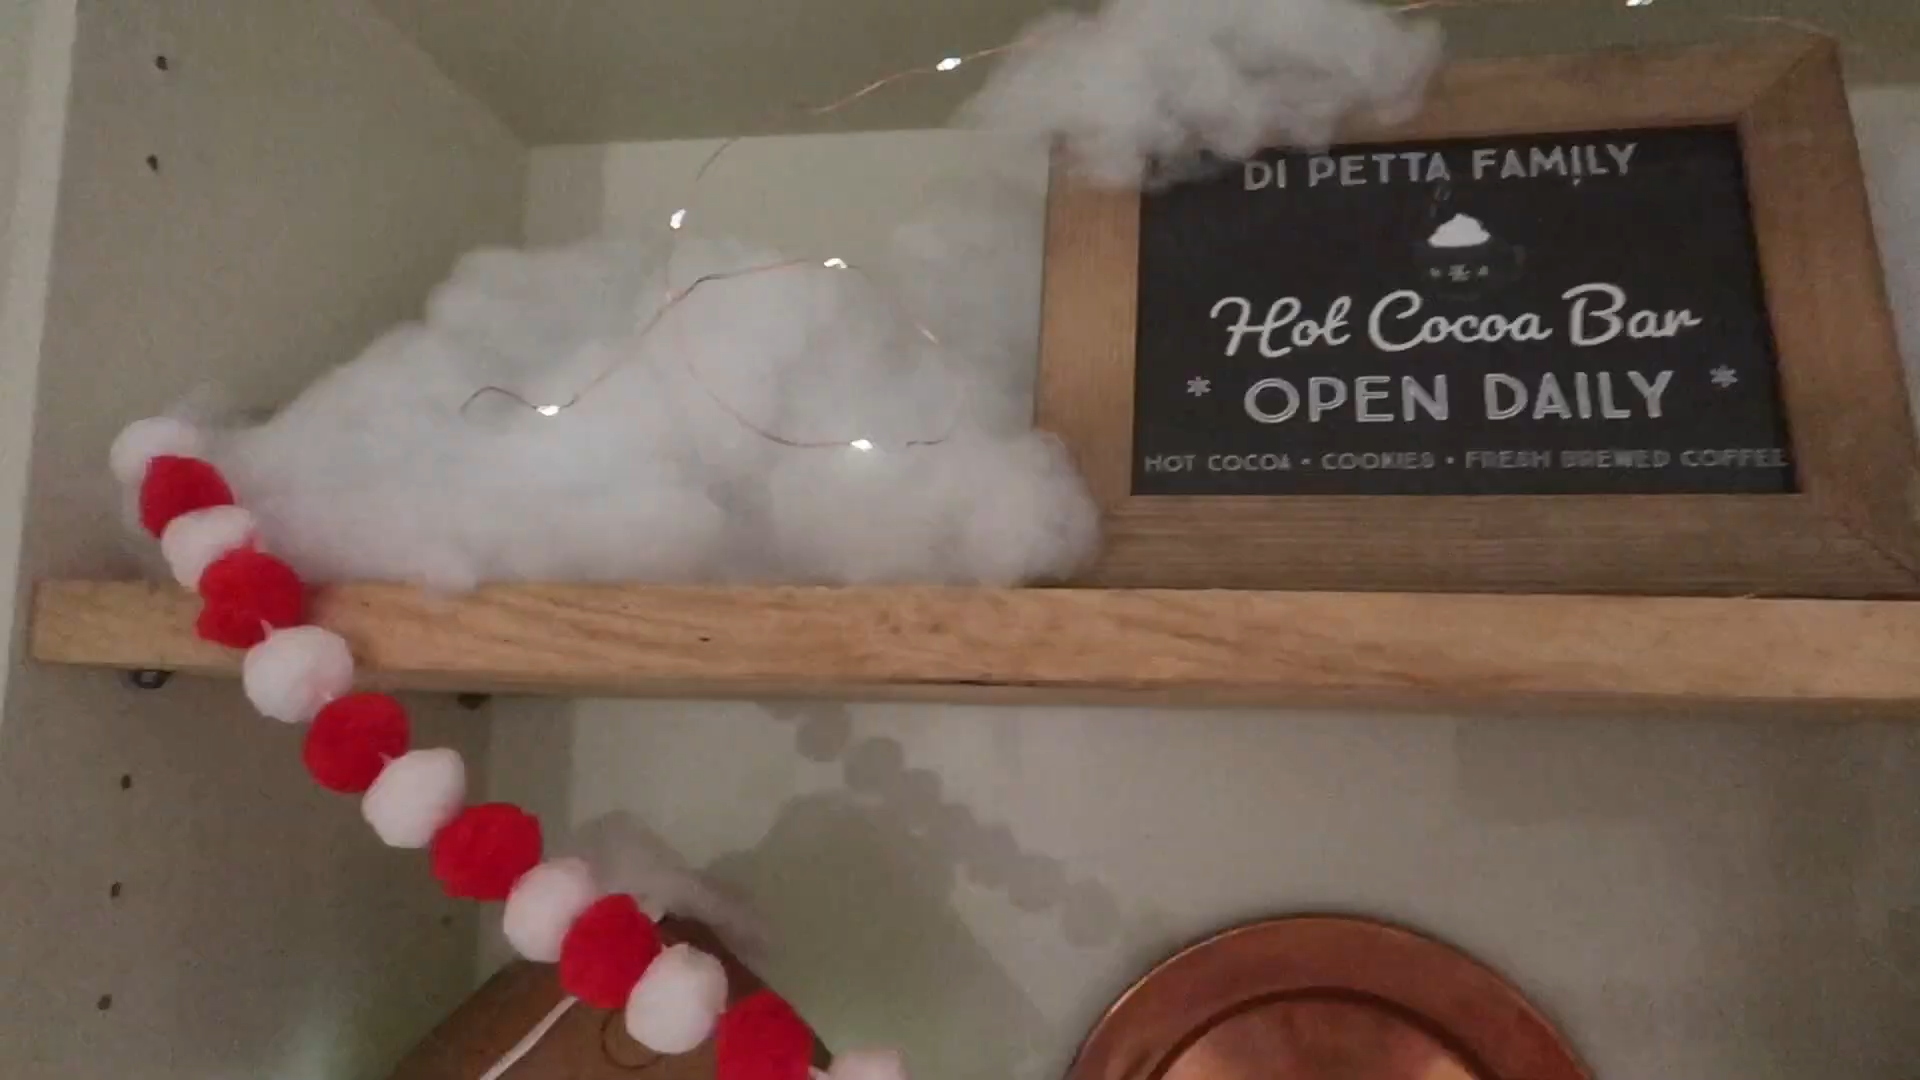 DI PETTA FAMILY
Hot Cocoa Bar
* OPEN DAILY *
HOT COCOA • COOKIES • FRESH BREWED COFFEE